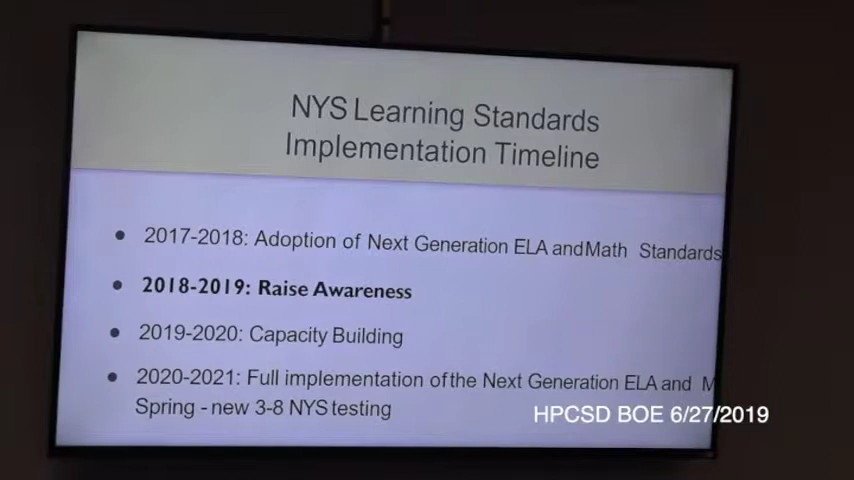 NYS Learning Standards
Implementation Timeline
• 2017-2018: Adoption of Next Generation ELA and Math Standards
• 2018-2019: Raise Awareness
• 2019-2020: Capacity Building
• 2020-2021: Full implementation of the Next Generation ELA and
Spring - new 3-8 NYS testing
HPCSD BOE 6/27/2019